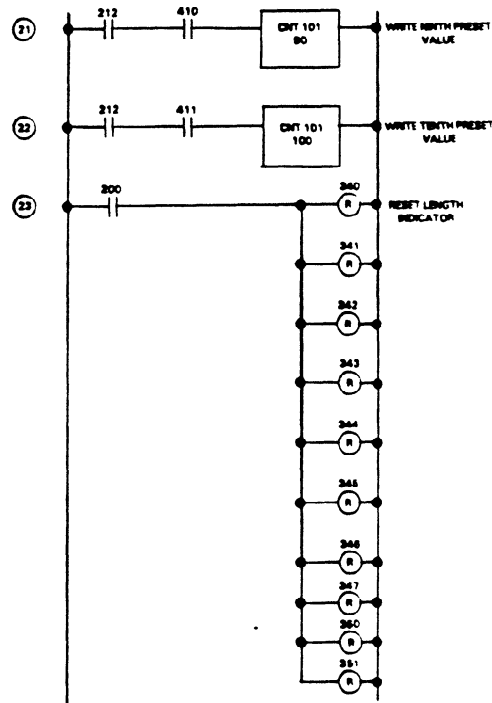 21
212
410
CNT 101
90
WRITE NINTH PRESET
VALUE
22
212
411
CNT 101
100
WRITE TENTH PRESET
VALUE
23
200
340
R
RESET LENGTH
INDICATOR
341
R
342
R
343
R
344
R
345
R
346
R
347
R
350
R
351
R